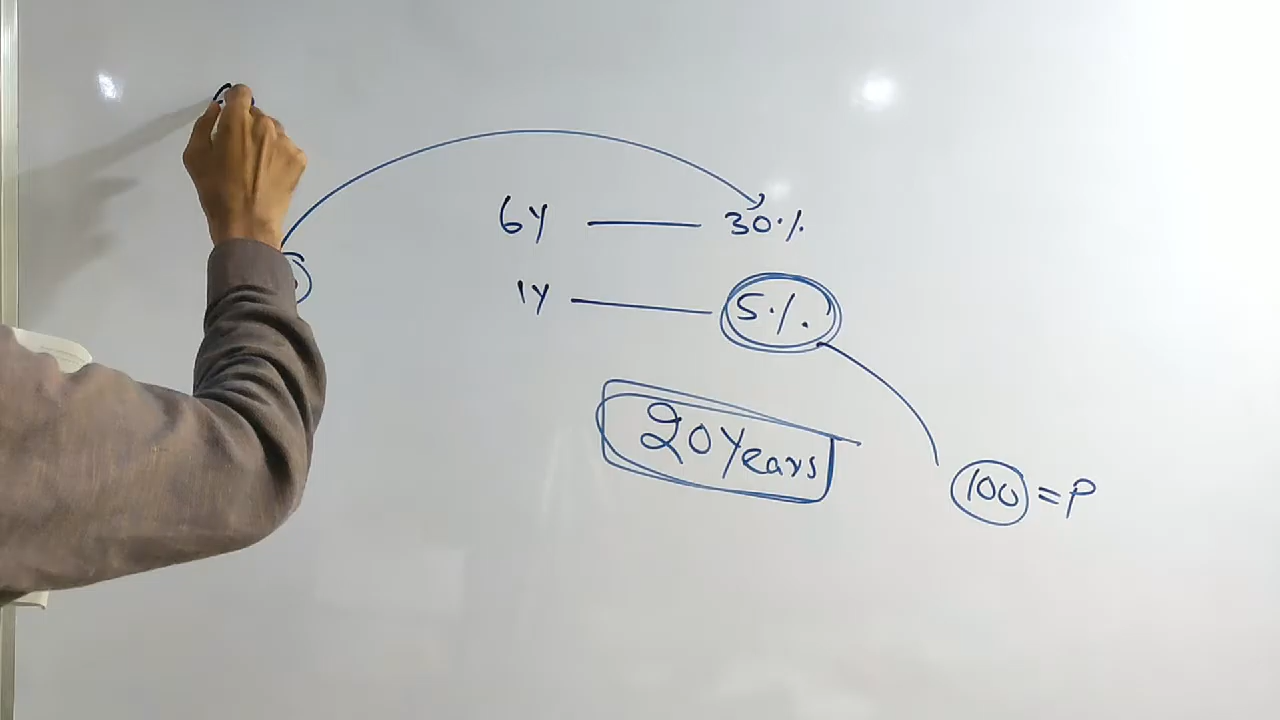 6Y — 30%
1Y — 5%
20 Years
100 = P